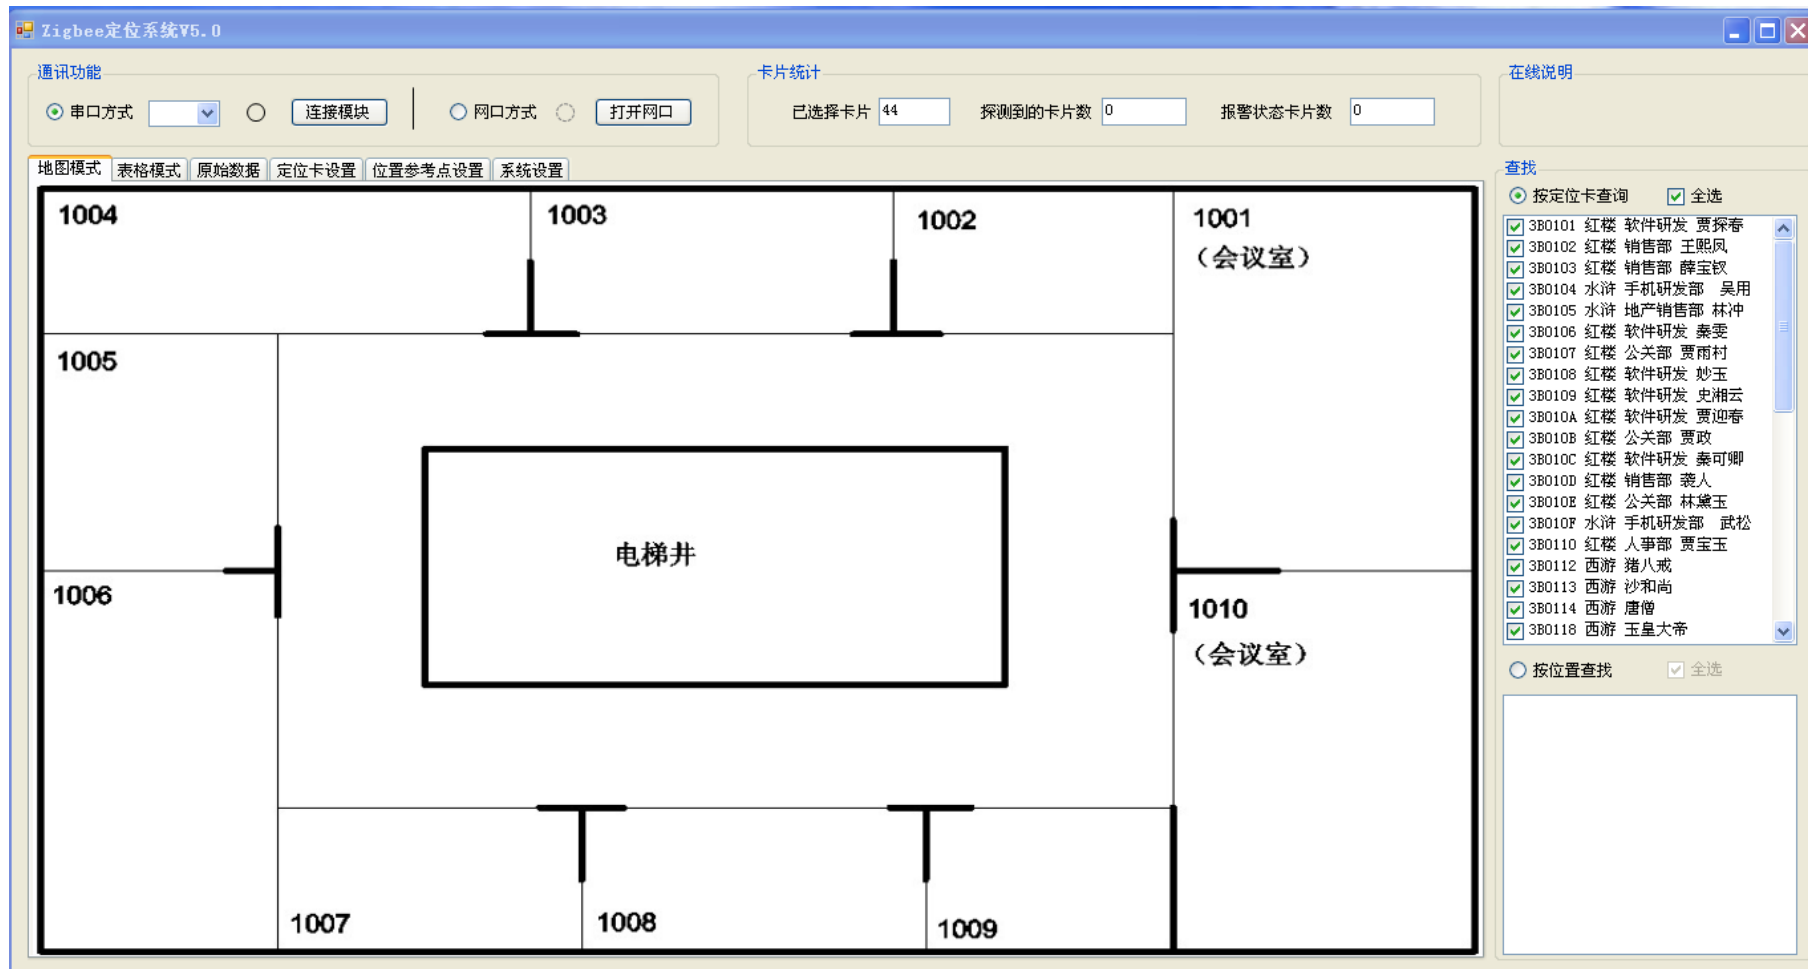 Zigbee定位系统V5.0
通讯功能
串口方式
连接模块
网口方式
打开网口
卡片统计
已选择卡片 44
探测到的卡片数 0
报警状态卡片数 0
在线说明
地图模式
表格模式
原始数据
定位卡设置
位置参考点设置
系统设置
1004
1003
1002
1001
（会议室）
1005
电梯井
1006
1010
（会议室）
1007
1008
1009
查找
按定位卡查询
全选
3B0101 红楼 软件研发 贾探春
3B0102 红楼 销售部 王熙凤
3B0103 红楼 销售部 薛宝钗
3B0104 水浒 手机研发部 吴用
3B0105 水浒 地产销售部 林冲
3B0106 红楼 软件研发 秦雯
3B0107 红楼 公关部 贾雨村
3B0108 红楼 软件研发 妙玉
3B0109 红楼 软件研发 史湘云
3B010A 红楼 软件研发 贾迎春
3B010B 红楼 公关部 贾政
3B010C 红楼 软件研发 秦可卿
3B010D 红楼 销售部 袭人
3B010E 红楼 公关部 林黛玉
3B010F 水浒 手机研发部 武松
3B0110 红楼 人事部 贾宝玉
3B0112 西游 猪八戒
3B0113 西游 沙和尚
3B0114 西游 唐僧
3B0118 西游 玉皇大帝
按位置查找
全选